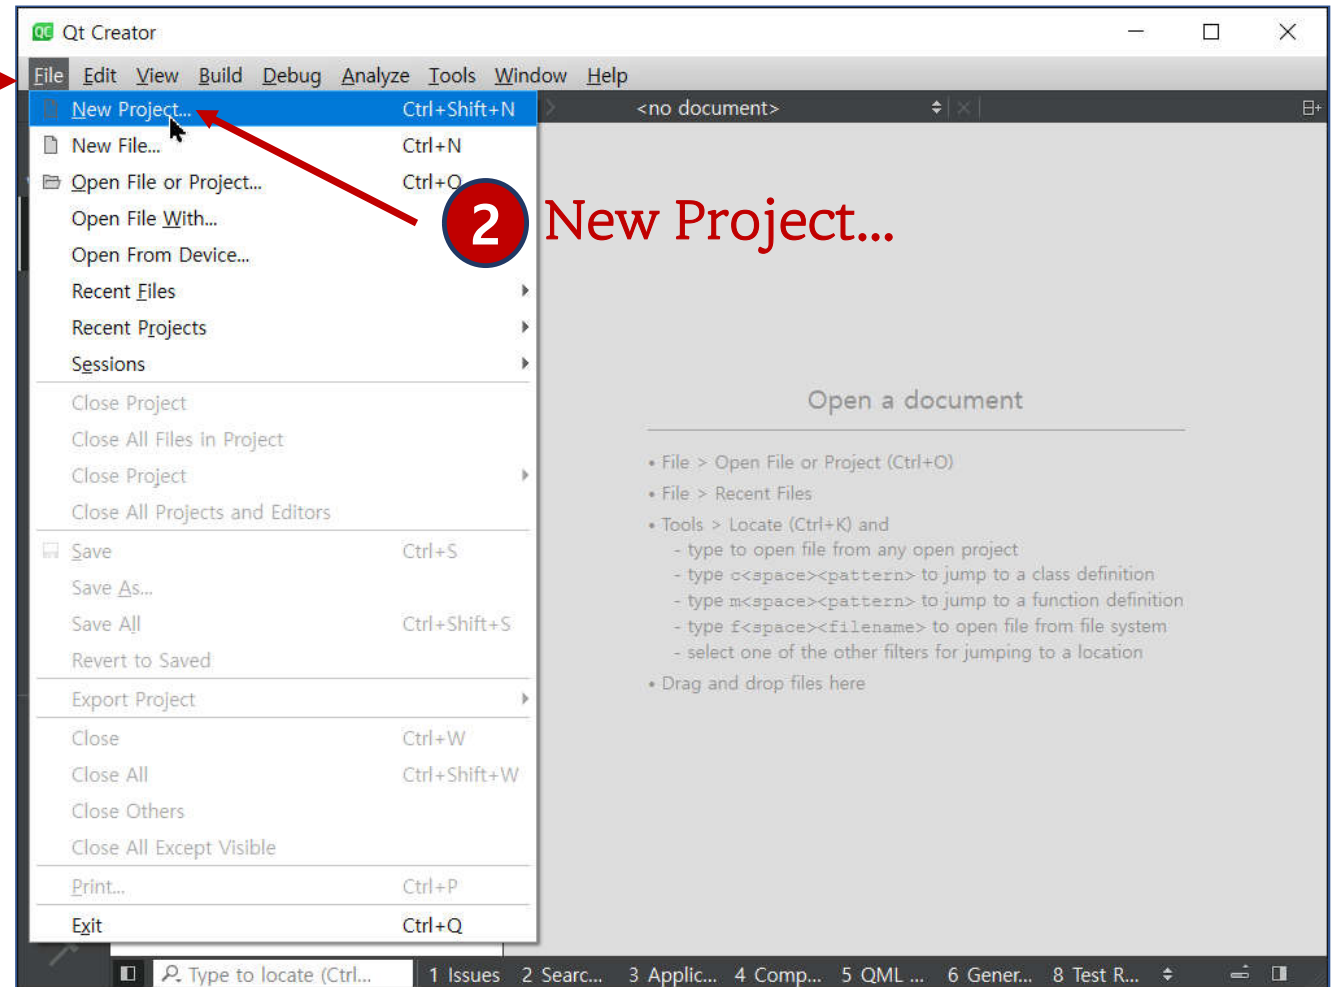 Qt Creator
File Edit View Build Debug Analyze Tools Window Help
New Project... Ctrl+Shift+N
<no document>
New File... Ctrl+N
Open File or Project... Ctrl+O
2 New Project...
Open File With...
Open From Device...
Recent Files
Recent Projects
Sessions
Close Project
Close All Files in Project
Close Project
Close All Projects and Editors
Save Ctrl+S
Save As...
Save All Ctrl+Shift+S
Revert to Saved
Export Project
Close Ctrl+W
Close All Ctrl+Shift+W
Close Others
Close All Except Visible
Print... Ctrl+P
Exit Ctrl+Q
Open a document
• File > Open File or Project (Ctrl+O)
• File > Recent Files
• Tools > Locate (Ctrl+K) and
- type to open file from any open project
- type c<space><pattern> to jump to a class definition
- type m<space><pattern> to jump to a function definition
- type f<space><filename> to open file from file system
- select one of the other filters for jumping to a location
• Drag and drop files here
Type to locate (Ctrl... 1 Issues 2 Searc... 3 Applic... 4 Comp... 5 QML ... 6 Gener... 8 Test R...